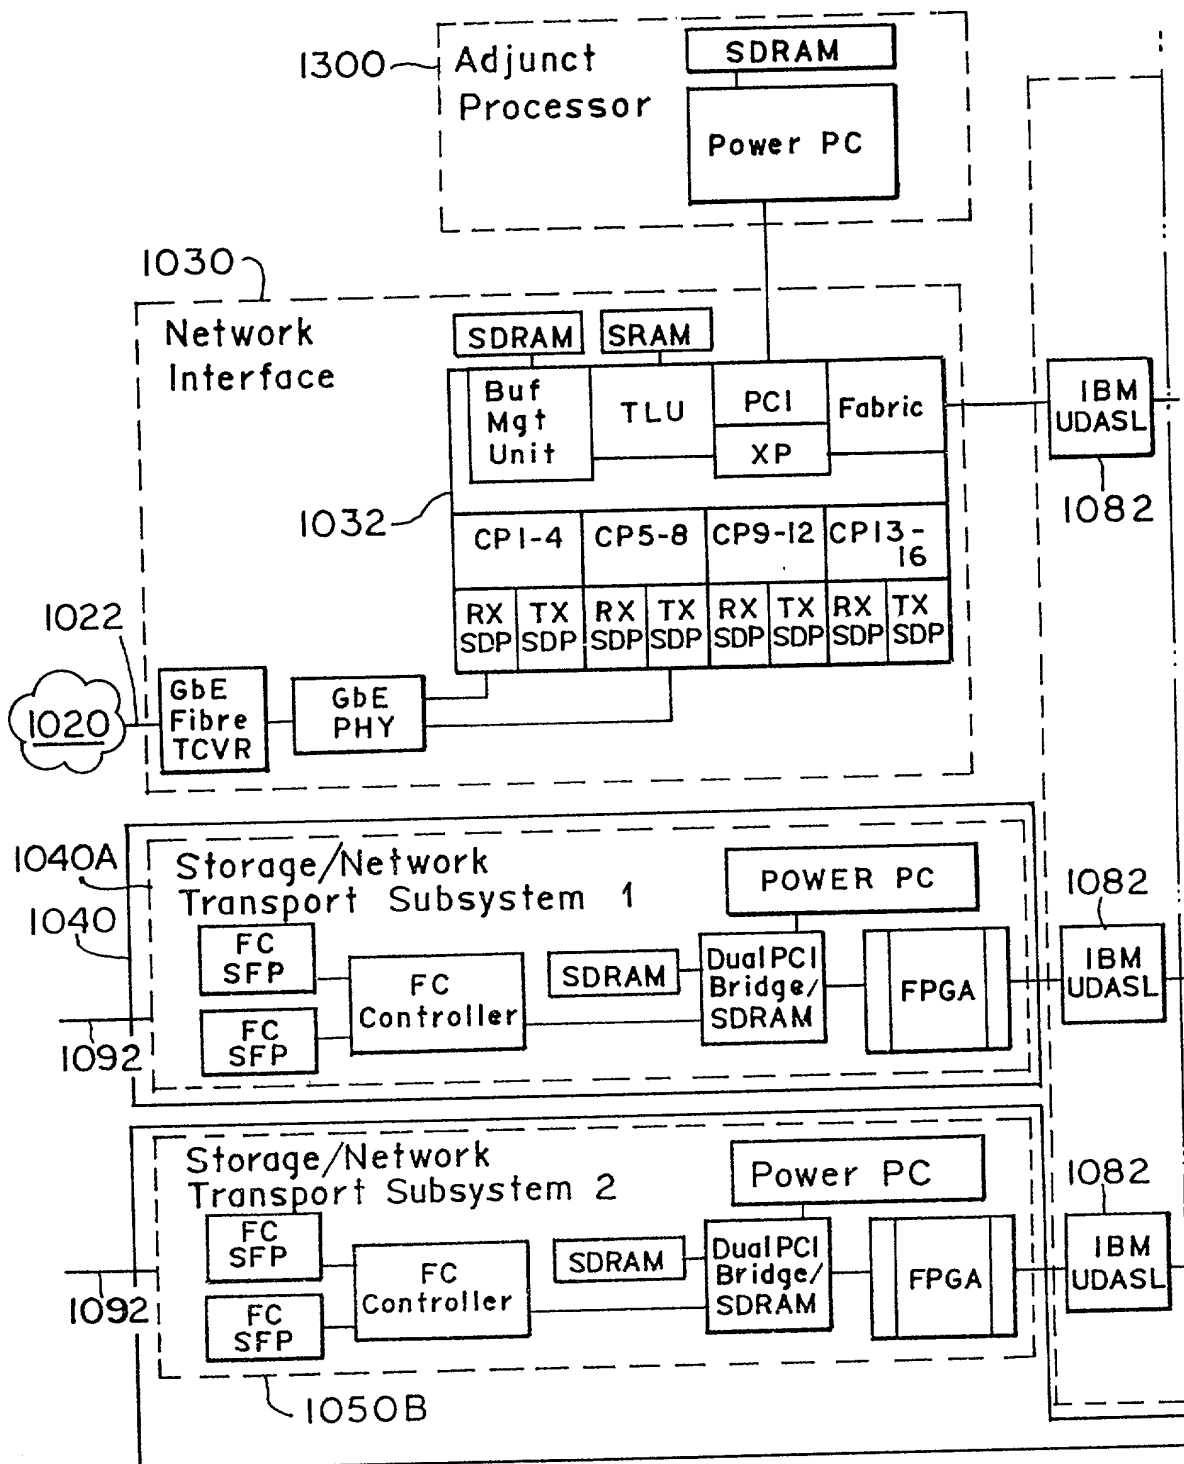 1300
Adjunct
Processor
SDRAM
Power PC
1030
Network
Interface
SDRAM
SRAM
Buf
Mgt
Unit
TLU
PCI
XP
Fabric
IBM
UDASL
1082
1032
CP1-4
CP5-8
CP9-12
CP13-
16
RX
SDP
TX
SDP
RX
SDP
TX
SDP
RX
SDP
TX
SDP
RX
SDP
TX
SDP
1022
1020
GbE
Fibre
TCVR
GbE
PHY
1040A
1040
Storage/Network
Transport Subsystem 1
POWER PC
1082
FC
SFP
FC
SFP
FC
Controller
SDRAM
Dual PCI
Bridge/
SDRAM
FPGA
IBM
UDASL
1092
Storage/Network
Transport Subsystem 2
Power PC
1082
FC
SFP
FC
SFP
FC
Controller
SDRAM
Dual PCI
Bridge/
SDRAM
FPGA
IBM
UDASL
1092
1050B